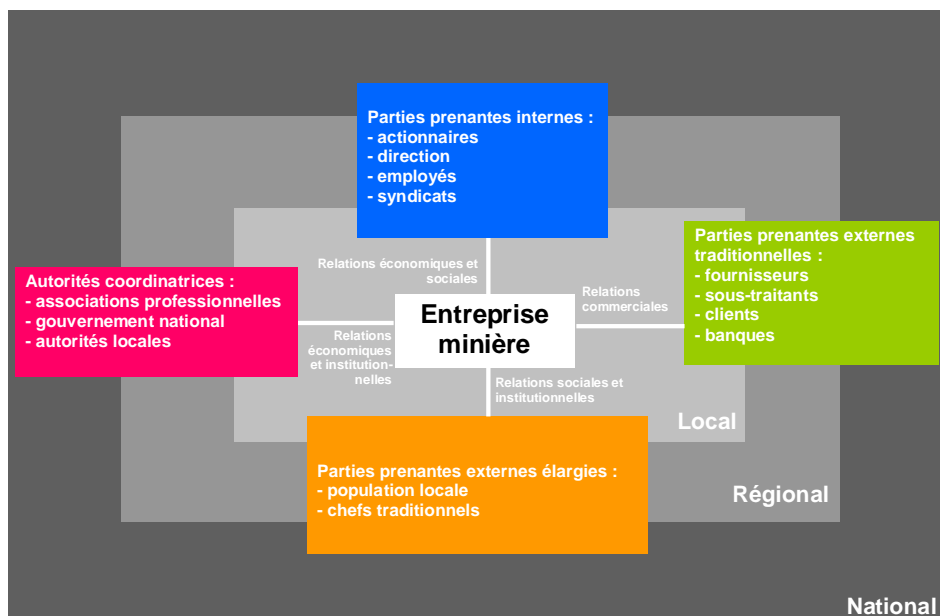 Parties prenantes internes :
- actionnaires
- direction
- employés
- syndicats
Parties prenantes externes
traditionnelles :
- fournisseurs
- sous-traitants
- clients
- banques
Autorités coordinatrices :
- associations professionnelles
- gouvernement national
- autorités locales
Relations économiques et
sociales
Relations
commerciales
Entreprise
minière
Relations
économiques
et institution-
nelles
Relations sociales et
institutionnelles
Local
Parties prenantes externes élargies :
- population locale
- chefs traditionnels
Régional
National